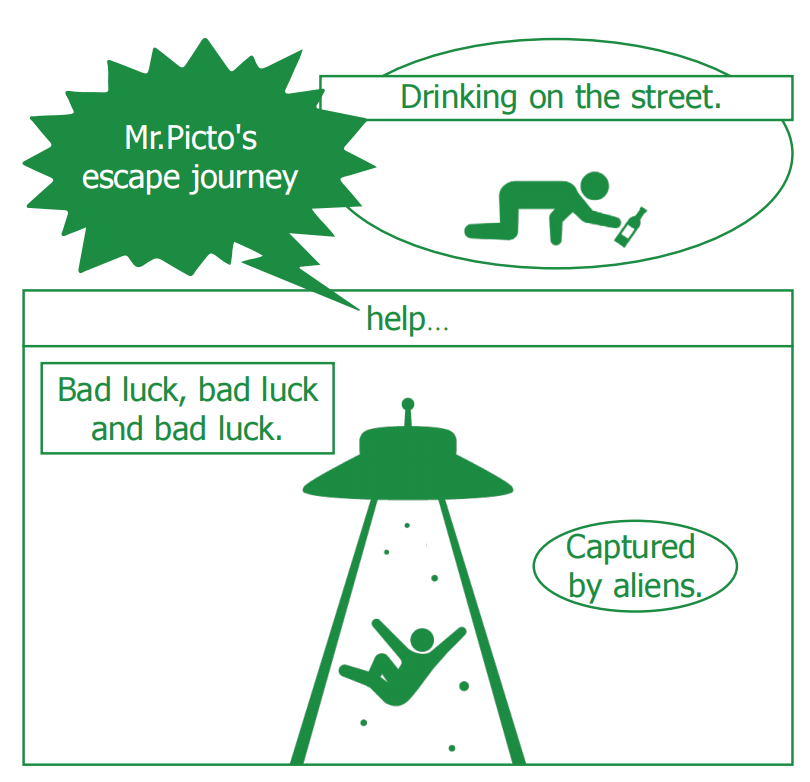 Mr.Picto's
escape journey
Drinking on the street.
help...
Bad luck, bad luck
and bad luck.
Captured
by aliens.